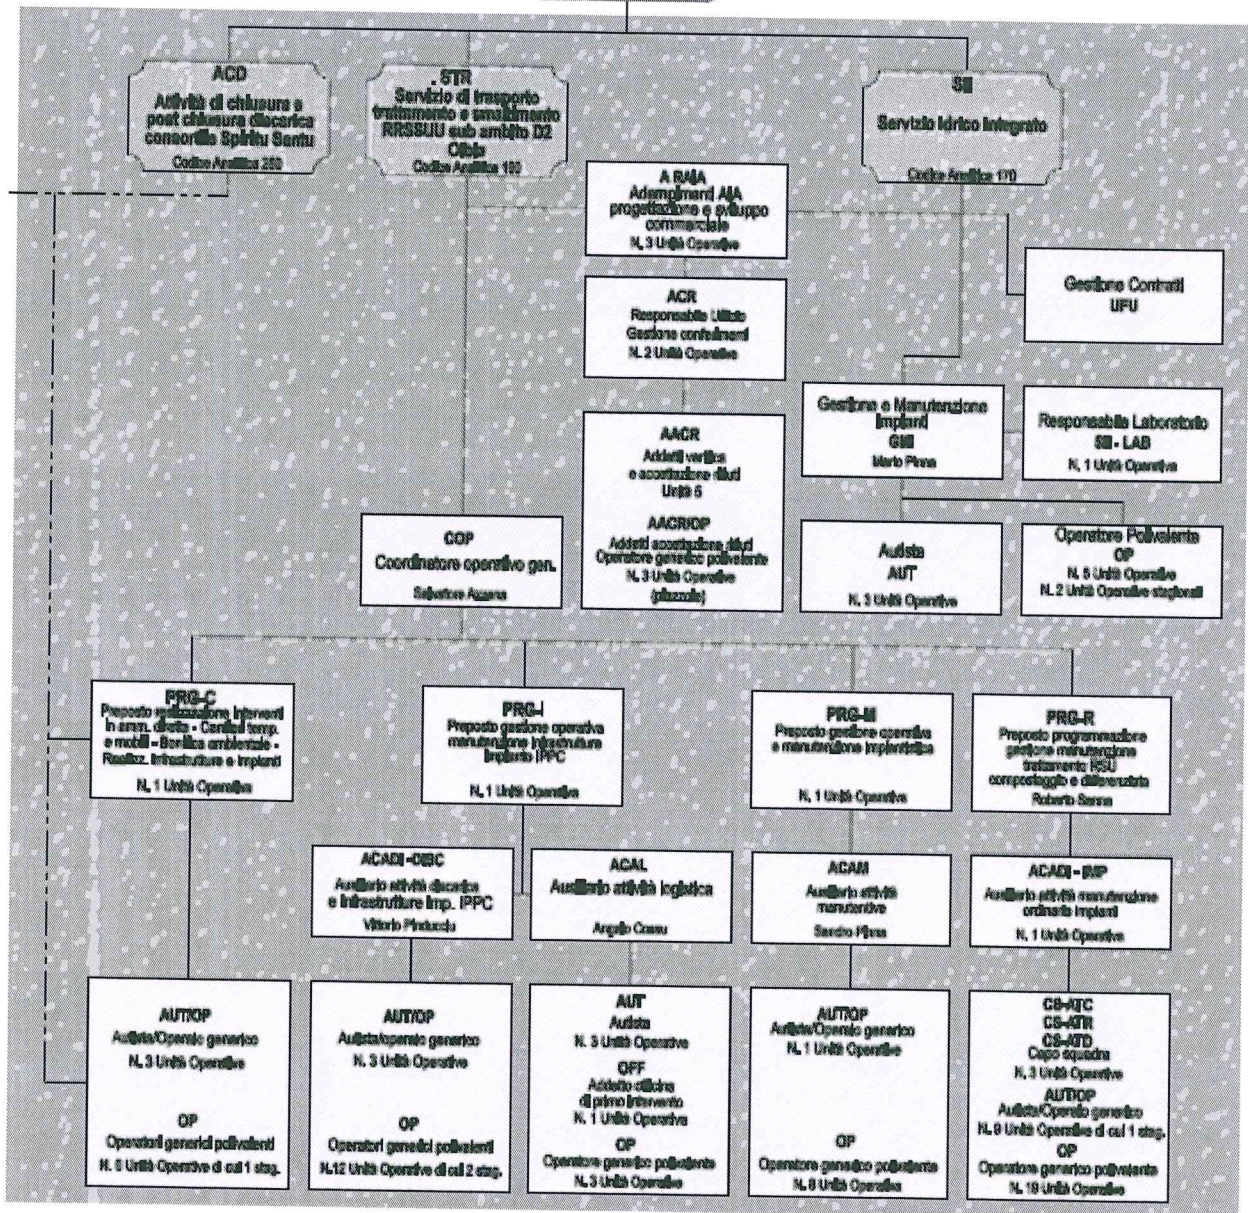 ACD
Attività di chiusura e
post chiusura discarica
consortile Spiritu Santu
Codice Analitica
. STR
Servizio di trasporto
trattamento e smaltimento
RRSSUU sub ambito D2
Olbia
Codice Analitica
SII
Servizio Idrico Integrato
Codice Analitica 170
A RAIA
Adempimenti AIA
progettazione e sviluppo
commerciale
N. 3 Unità Operative
ACR
Responsabile Ufficio
Gestione conferimenti
N. 2 Unità Operative
Gestione Contratti
UFU
Gestione e Manutenzione
Impianti
GMI
Mario Pinna
Responsabile Laboratorio
SII - LAB
N. 1 Unità Operativa
AACR
Addetti verifica
e accettazione rifiuti
Unità 5
AACR/OP
Addetti accettazione rifiuti
Operatore generico polivalente
N. 3 Unità Operative
(piazzale)
COP
Coordinatore operativo gen.
Salvatore
Autista
AUT
N. 3 Unità Operative
Operatore Polivalente
OP
N. 5 Unità Operative
N. 2 Unità Operative stagionali
PRG-C
Preposto realizzazione interventi
in amm. diretta - Cantieri temp.
e mobili - Bonifica ambientale -
Realizz. Infrastrutture e Impianti
N. 1 Unità Operativa
PRG-I
Preposto gestione operativa
manutenzione infrastrutture
Impianto IPPC
N. 1 Unità Operativa
PRG-M
Preposto gestione operativa
e manutenzione impiantistica
N. 1 Unità Operativa
PRG-R
Preposto programmazione
gestione manutenzione
trattamento RSU
compostaggio e differenziata
Roberto Sanna
ACADI -DISC
Ausiliario attività discarica
e Infrastrutture Imp. IPPC
Vittorio
ACAL
Ausiliario attività logistica
Angelo Cossu
ACAM
Ausiliario attività
manutentive
Sandro Pinna
ACADI - IMP
Ausiliario attività manutenzione
ordinaria impianti
N. 1 Unità Operativa
AUT/OP
Autista/Operaio generico
N. 3 Unità Operative
OP
Operatori generici polivalenti
Unità Operative di cui 1 stag.
AUT/OP
Autista/operaio generico
N. 3 Unità Operative
OP
Operatori generici polivalenti
N.12 Unità Operative di cui 2 stag.
AUT
Autista
N. 3 Unità Operative
OFF
Addetto officina
di primo intervento
N. 1 Unità Operativa
OP
Operatore generico polivalente
N. 3 Unità Operative
AUT/OP
Autista/Operaio generico
N. 1 Unità Operative
OP
Operatore generico polivalente
Unità Operativa
CS-ATC
CS-ATR
CS-ATD
Capo squadra
N. 3 Unità Operative
AUT/OP
Autista/Operaio generico
Unità Operative di cui 1 stag.
OP
Operatore generico polivalente
N. 19 Unità Operative